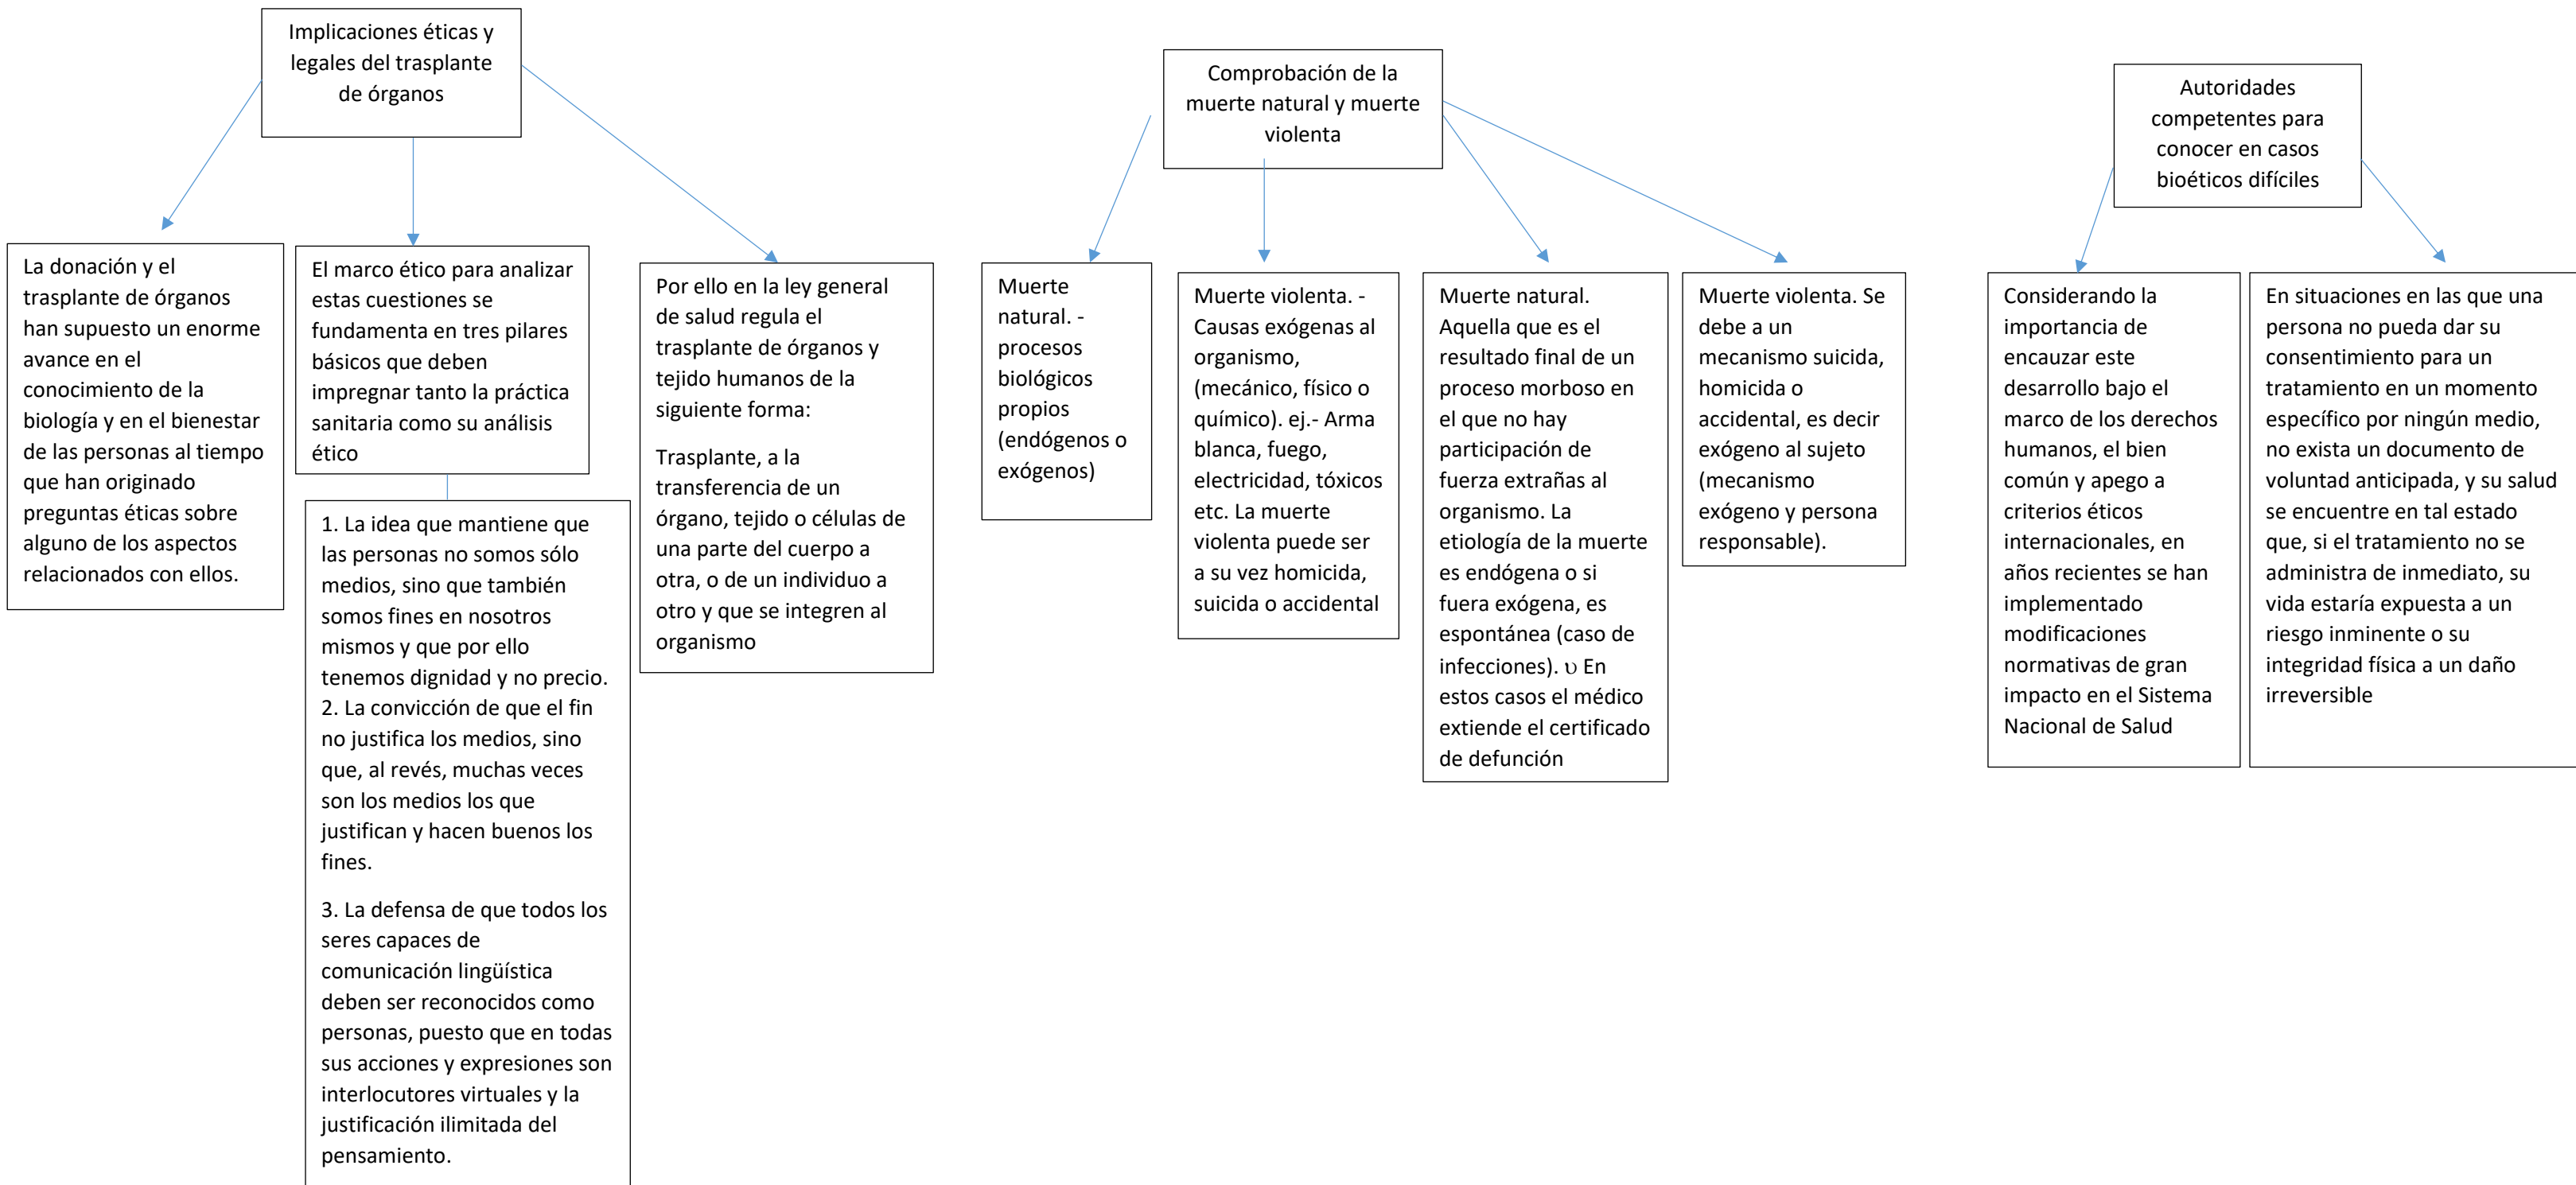 Implicaciones éticas y
legales del trasplante
de órganos
La donación y el
trasplante de órganos
han supuesto un enorme
avance en el
conocimiento de la
biología y en el bienestar
de las personas al tiempo
que han originado
preguntas éticas sobre
alguno de los aspectos
relacionados con ellos.
El marco ético para analizar
estas cuestiones se
fundamenta en tres pilares
básicos que deben
impregnar tanto la práctica
sanitaria como su análisis
ético
1. La idea que mantiene que
las personas no somos sólo
medios, sino que también
somos fines en nosotros
mismos y que por ello
tenemos dignidad y no precio.
2. La convicción de que el fin
no justifica los medios, sino
que, al revés, muchas veces
son los medios los que
justifican y hacen buenos los
fines.
3. La defensa de que todos los
seres capaces de
comunicación lingüística
deben ser reconocidos como
personas, puesto que en todas
sus acciones y expresiones son
interlocutores virtuales y la
justificación ilimitada del
pensamiento.
Por ello en la ley general
de salud regula el
trasplante de órganos y
tejido humanos de la
siguiente forma:
Trasplante, a la
transferencia de un
órgano, tejido o células de
una parte del cuerpo a
otra, o de un individuo a
otro y que se integren al
organismo
Comprobación de la
muerte natural y muerte
violenta
Muerte
natural. -
procesos
biológicos
propios
(endógenos o
exógenos)
Muerte violenta. -
Causas exógenas al
organismo,
(mecánico, físico o
químico). ej.- Arma
blanca, fuego,
electricidad, tóxicos
etc. La muerte
violenta puede ser
a su vez homicida,
suicida o accidental
Muerte natural.
Aquella que es el
resultado final de un
proceso morboso en
el que no hay
participación de
fuerza extrañas al
organismo. La
etiología de la muerte
es endógena o si
fuera exógena, es
espontánea (caso de
infecciones). υ En
estos casos el médico
extiende el certificado
de defunción
Muerte violenta. Se
debe a un
mecanismo suicida,
homicida o
accidental, es decir
exógeno al sujeto
(mecanismo
exógeno y persona
responsable).
Autoridades
competentes para
conocer en casos
bioéticos difíciles
Considerando la
importancia de
encauzar este
desarrollo bajo el
marco de los derechos
humanos, el bien
común y apego a
criterios éticos
internacionales, en
años recientes se han
implementado
modificaciones
normativas de gran
impacto en el Sistema
Nacional de Salud
En situaciones en las que una
persona no pueda dar su
consentimiento para un
tratamiento en un momento
específico por ningún medio,
no exista un documento de
voluntad anticipada, y su salud
se encuentre en tal estado
que, si el tratamiento no se
administra de inmediato, su
vida estaría expuesta a un
riesgo inminente o su
integridad física a un daño
irreversible